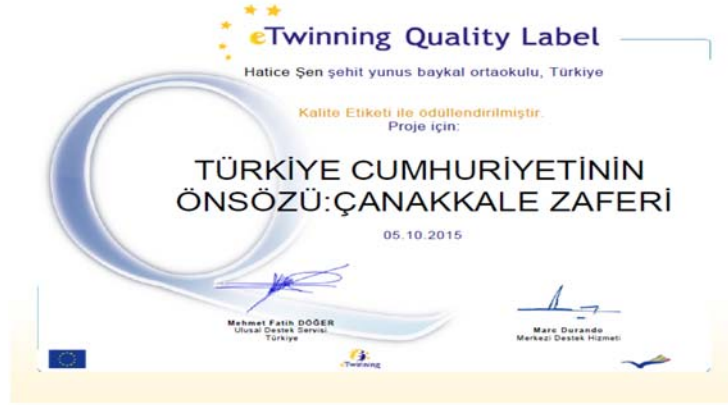 eTwinning Quality Label
Hatice Şen şehit yunus baykal ortaokulu, Türkiye
Kalite Etiketi ile ödüllendirilmiştir.
Proje için:
TÜRKİYE CUMHURİYETİNİN
ÖNSÖZÜ:ÇANAKKALE ZAFERİ
05.10.2015
Mehmet Fatih DÖĞER
Ulusal Destek Servisi
Türkiye
Marc Durando
Merkezi Destek Hizmeti
eTwinning